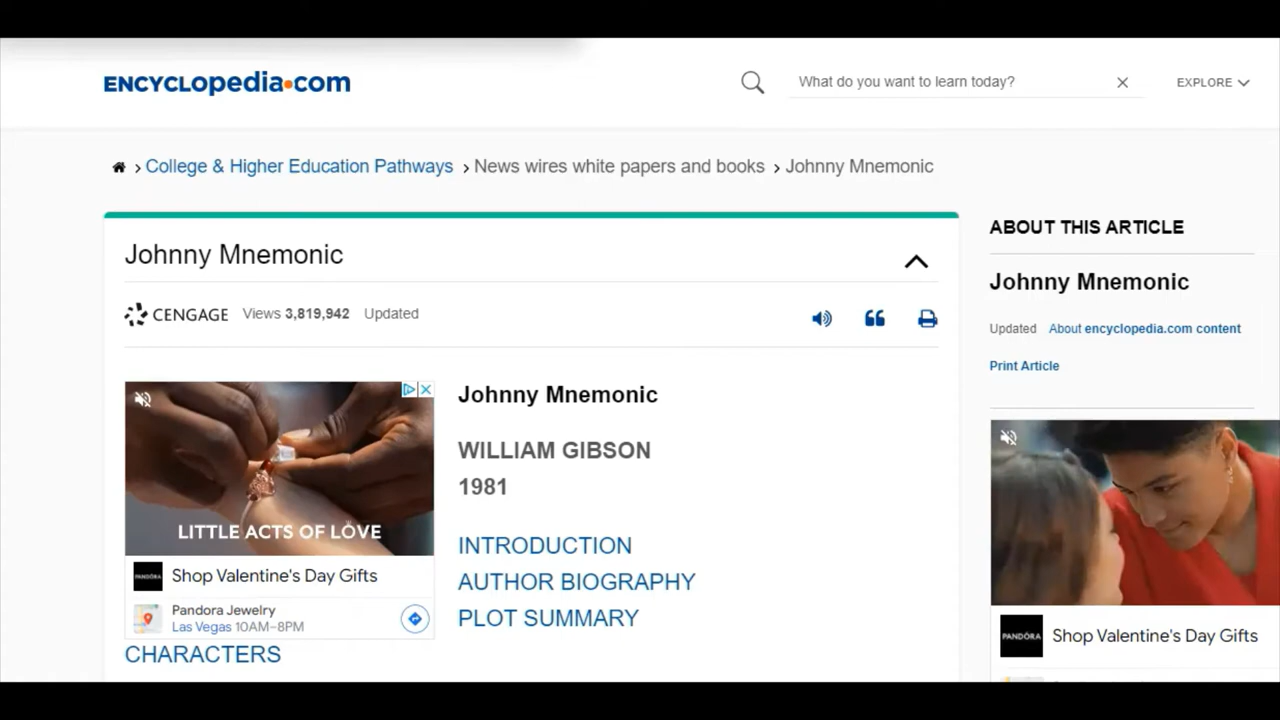 ENCYCLOpedia.com
What do you want to learn today?
EXPLORE
College & Higher Education Pathways > News wires white papers and books > Johnny Mnemonic
Johnny Mnemonic
CENGAGE Views 3,819,942 Updated
LITTLE ACTS OF LOVE
PANDORA Shop Valentine's Day Gifts
Pandora Jewelry
Las Vegas 10AM–8PM
Johnny Mnemonic
WILLIAM GIBSON
1981
INTRODUCTION
AUTHOR BIOGRAPHY
PLOT SUMMARY
CHARACTERS
ABOUT THIS ARTICLE
Johnny Mnemonic
Updated About encyclopedia.com content
Print Article
PANDORA Shop Valentine's Day Gifts